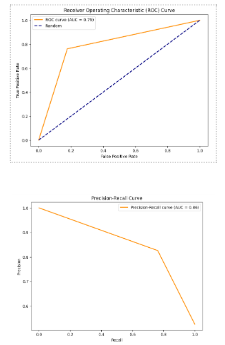 Receiver Operating Characteristic (ROC) Curve
ROC curve (AUC = 0.79)
Random
True Positive Rate
1.0
0.8
0.6
0.4
0.2
0.0
0.0 0.2 0.4 0.6 0.8 1.0
False Positive Rate
Precision-Recall Curve
Precision-Recall curve (AUC = 0.86)
Precision
1.0
0.9
0.8
0.7
0.6
0.0 0.2 0.4 0.6 0.8 1.0
Recall